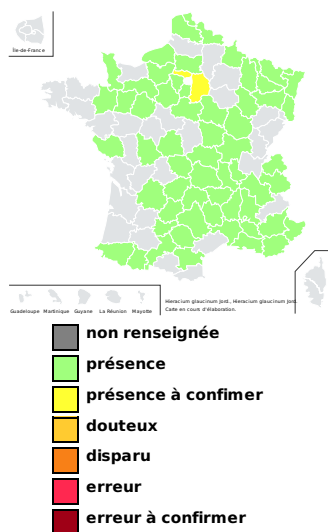 Île-de-France
Guadeloupe Martinique Guyane La Réunion Mayotte
Hieracium glaucinum Jord., Hieracium glaucinum Jord.
Carte en cours d'élaboration.
non renseignée
présence
présence à confimer
douteux
disparu
erreur
erreur à confirmer